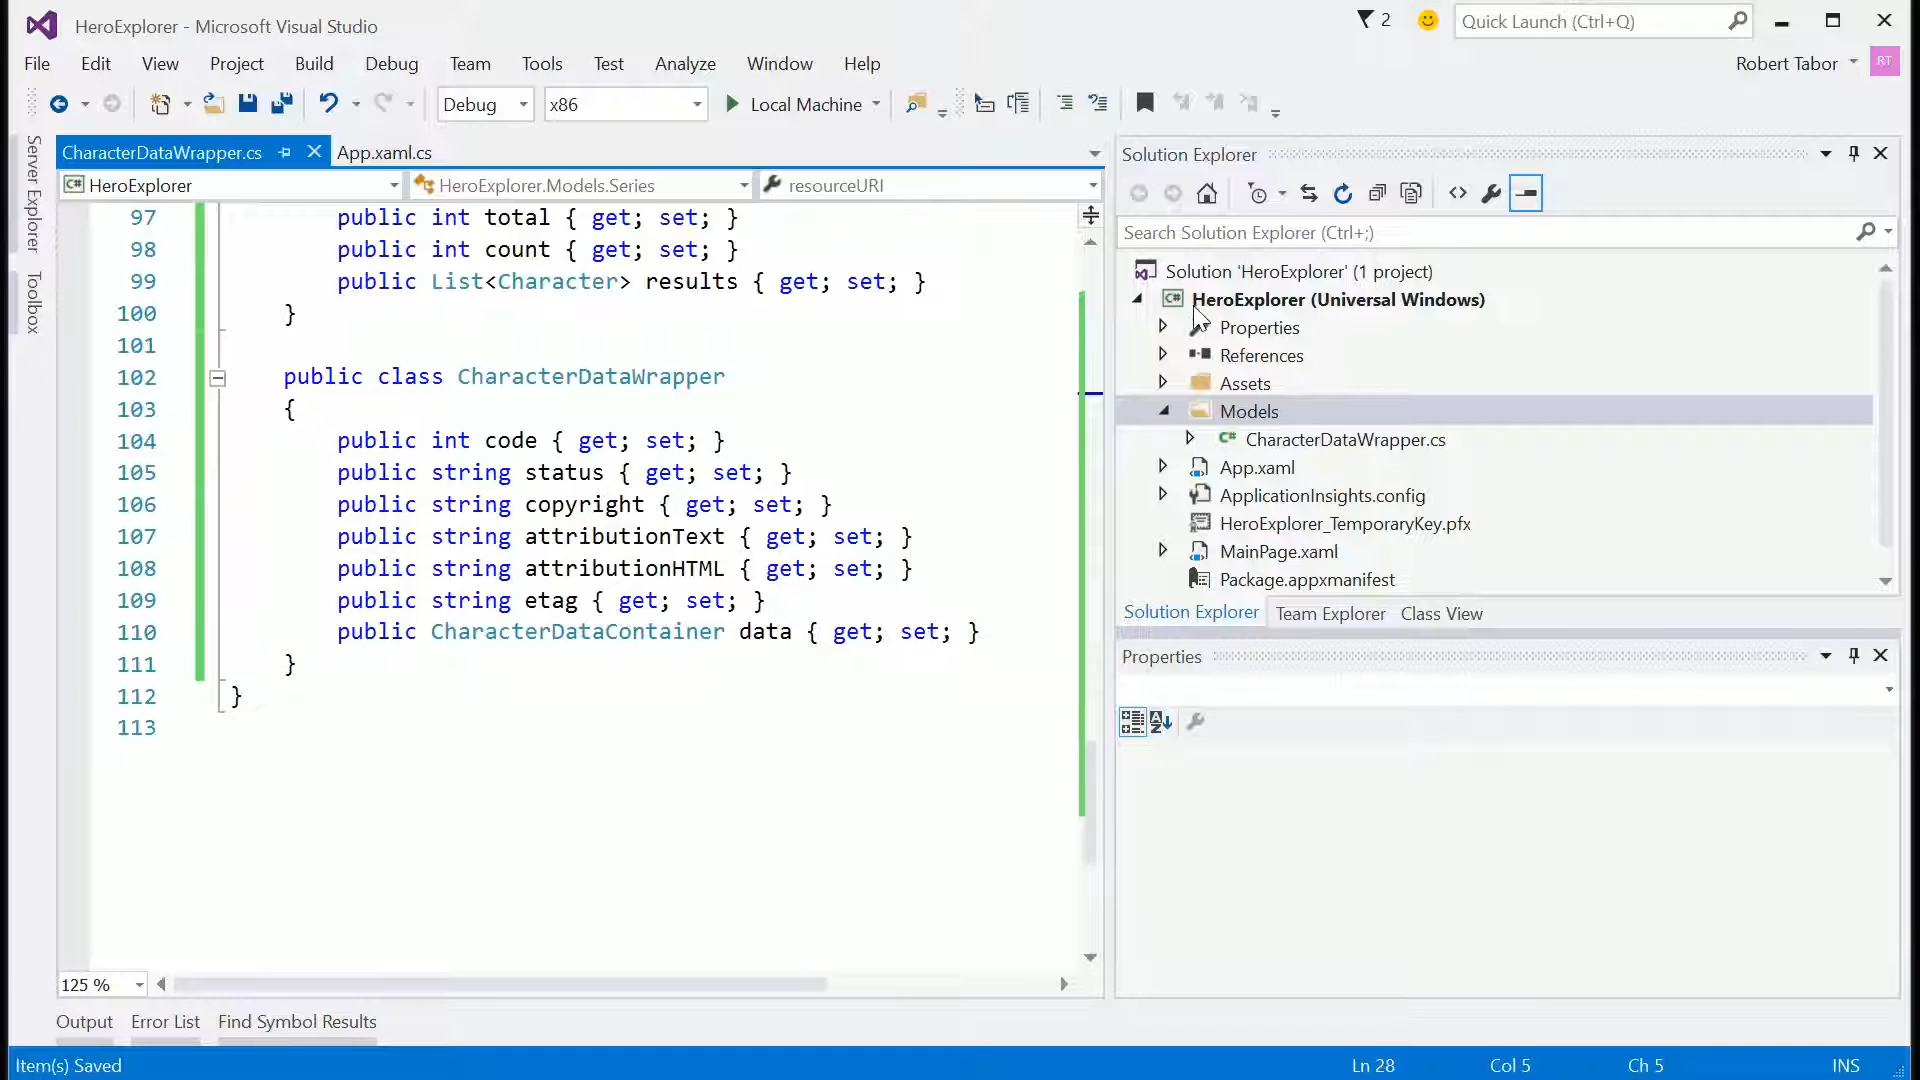 HeroExplorer - Microsoft Visual Studio
2
Quick Launch (Ctrl+Q)
File Edit View Project Build Debug Team Tools Test Analyze Window Help
Robert Tabor RT
Debug x86 Local Machine
Server Explorer
Toolbox
CharacterDataWrapper.cs App.xaml.cs
C# HeroExplorer HeroExplorer.Models.Series resourceURI
97 public int total { get; set; }
98 public int count { get; set; }
99 public List<Character> results { get; set; }
100 }
101
102 public class CharacterDataWrapper
103 {
104 public int code { get; set; }
105 public string status { get; set; }
106 public string copyright { get; set; }
107 public string attributionText { get; set; }
108 public string attributionHTML { get; set; }
109 public string etag { get; set; }
110 public CharacterDataContainer data { get; set; }
111 }
112 }
113
125 %
Output Error List Find Symbol Results
Solution Explorer
Search Solution Explorer (Ctrl+;)
Solution 'HeroExplorer' (1 project)
C# HeroExplorer (Universal Windows)
Properties
References
Assets
Models
C# CharacterDataWrapper.cs
App.xaml
ApplicationInsights.config
HeroExplorer_TemporaryKey.pfx
MainPage.xaml
Package.appxmanifest
Solution Explorer Team Explorer Class View
Properties
Item(s) Saved Ln 28 Col 5 Ch 5 INS